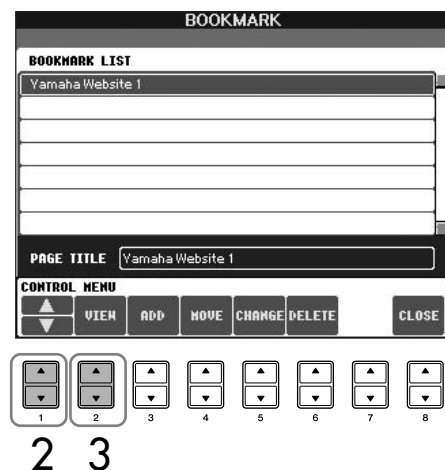 BOOKMARK
BOOKMARK LIST
Yamaha Website 1
PAGE TITLE Yamaha Website 1
CONTROL MENU
VIEW ADD MOVE CHANGE DELETE CLOSE
1 2 3 4 5 6 7 8
2 3